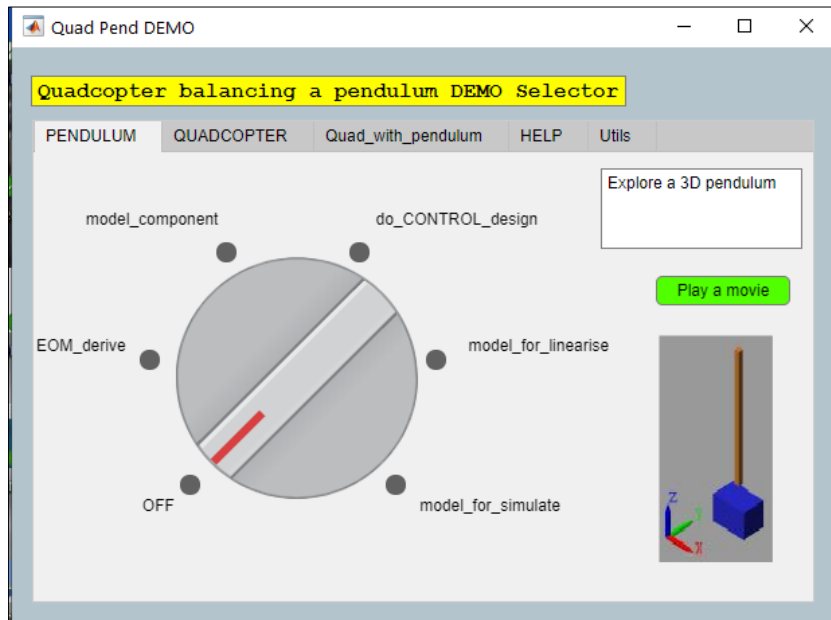 Quad Pend DEMO
Quadcopter balancing a pendulum DEMO Selector
PENDULUM QUADCOPTER Quad_with_pendulum HELP Utils
Explore a 3D pendulum
model_component do_CONTROL_design
Play a movie
EOM_derive model_for_linearise
OFF model_for_simulate
Z
Y
X